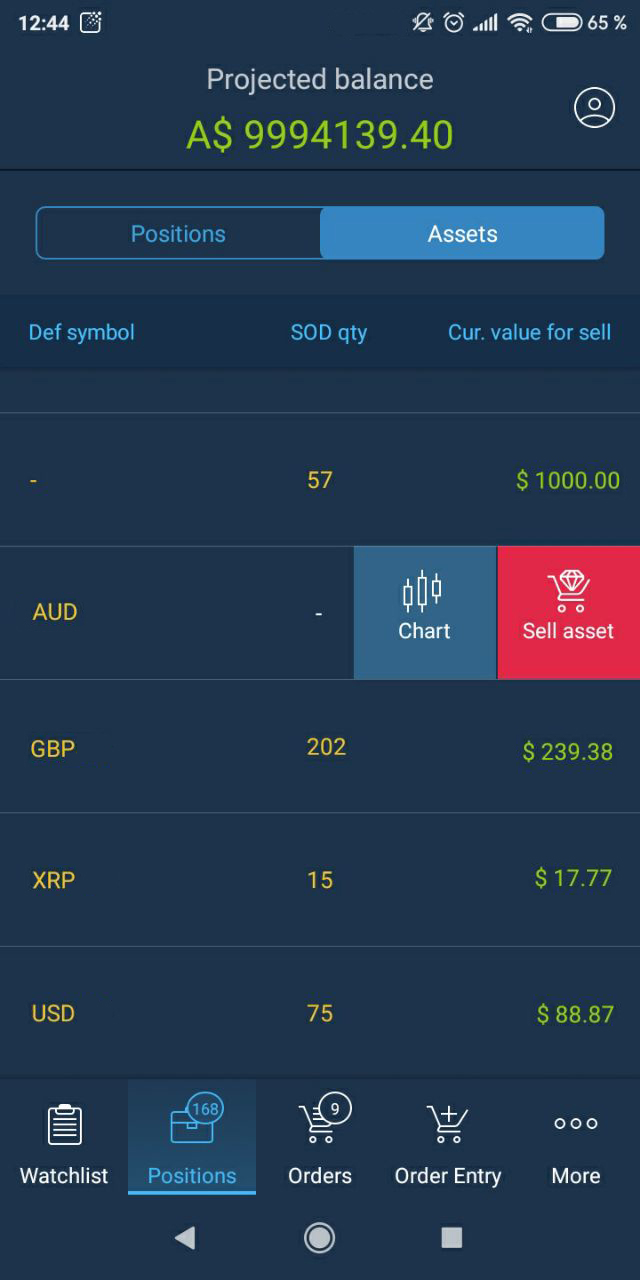 12:44 65 %
Projected balance
A$ 9994139.40
Positions Assets
Def symbol SOD qty Cur. value for sell
- 57 $ 1000.00
AUD - Chart Sell asset
GBP 202 $ 239.38
XRP 15 $ 17.77
USD 75 $ 88.87
168 9
Watchlist Positions Orders Order Entry More